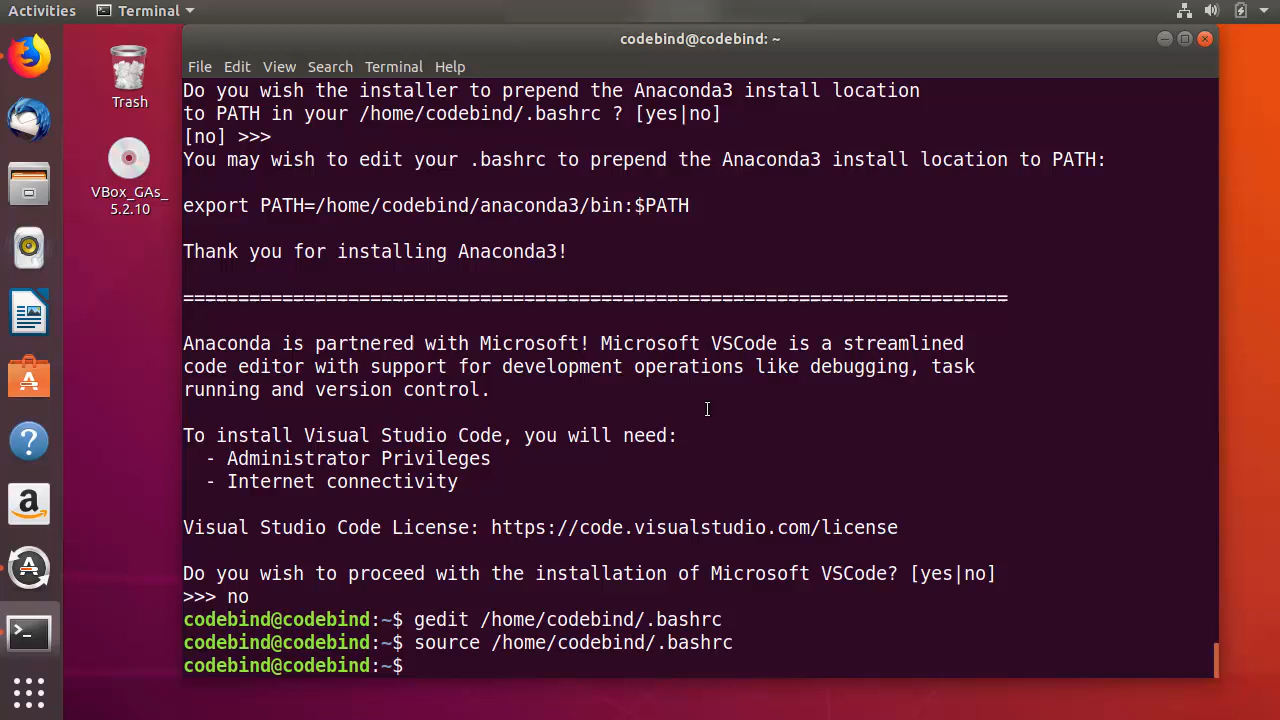 Activities
Terminal
codebind@codebind: ~
File Edit View Search Terminal Help
Trash
VBox_GAs_
5.2.10
Do you wish the installer to prepend the Anaconda3 install location
to PATH in your /home/codebind/.bashrc ? [yes|no]
[no] >>>
You may wish to edit your .bashrc to prepend the Anaconda3 install location to PATH:
export PATH=/home/codebind/anaconda3/bin:$PATH
Thank you for installing Anaconda3!
===========================================================================
Anaconda is partnered with Microsoft! Microsoft VSCode is a streamlined
code editor with support for development operations like debugging, task
running and version control.
To install Visual Studio Code, you will need:
  - Administrator Privileges
  - Internet connectivity
Visual Studio Code License: https://code.visualstudio.com/license
Do you wish to proceed with the installation of Microsoft VSCode? [yes|no]
>>> no
codebind@codebind:~$ gedit /home/codebind/.bashrc
codebind@codebind:~$ source /home/codebind/.bashrc
codebind@codebind:~$